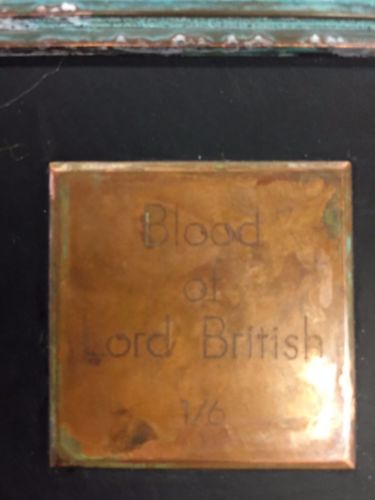 Blood
of
Lord British
1/6